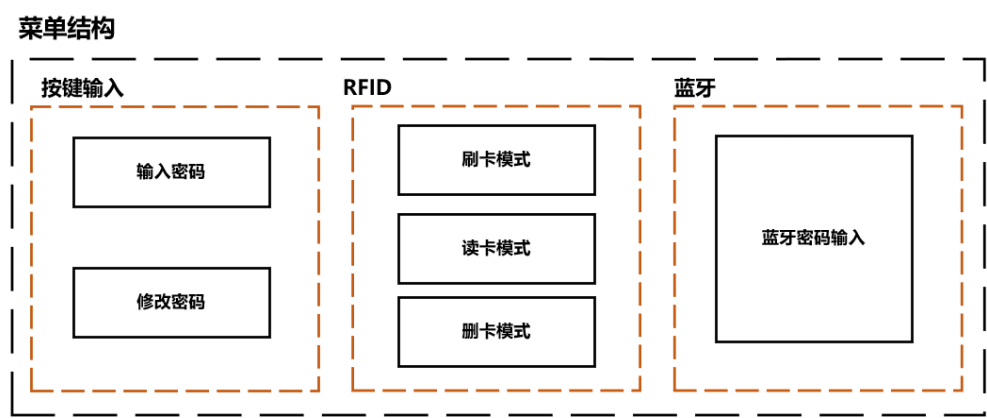 菜单结构
按键输入
RFID
蓝牙
输入密码
修改密码
刷卡模式
读卡模式
删卡模式
蓝牙密码输入